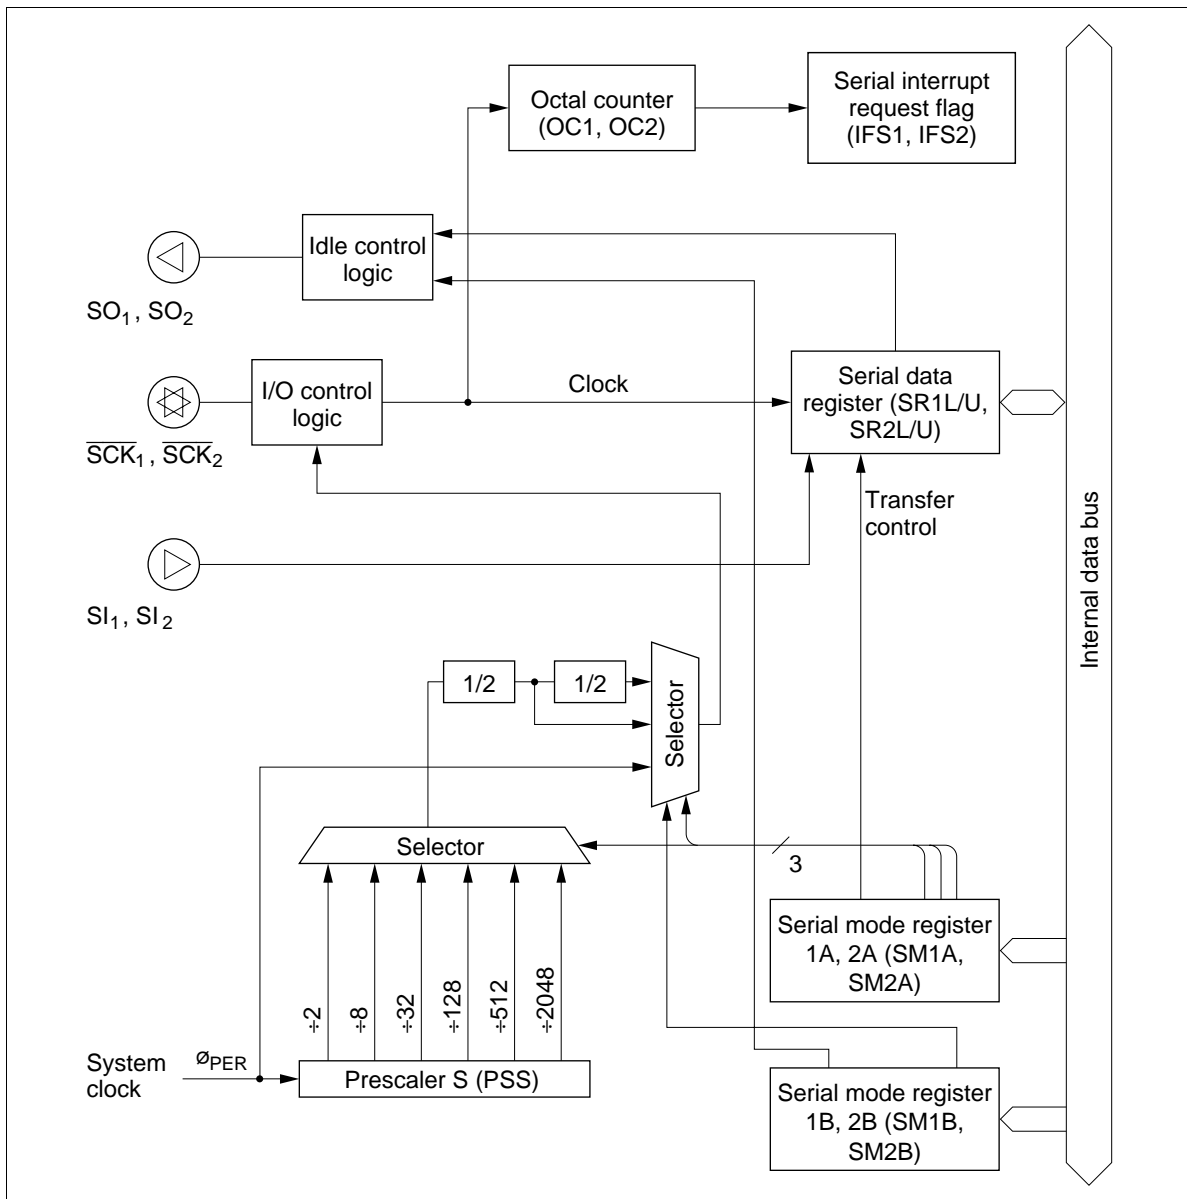 Octal counter
(OC1, OC2)
Serial interrupt
request flag
(IFS1, IFS2)
Idle control
logic
SO1, SO2
I/O control
logic
Clock
Serial data
register (SR1L/U,
SR2L/U)
SCK1, SCK2
Transfer
control
SI1, SI2
Internal data bus
1/2
1/2
Selector
Selector
3
Serial mode register
1A, 2A (SM1A,
SM2A)
÷2
÷8
÷32
÷128
÷512
÷2048
System
clock
øPER
Prescaler S (PSS)
Serial mode register
1B, 2B (SM1B,
SM2B)